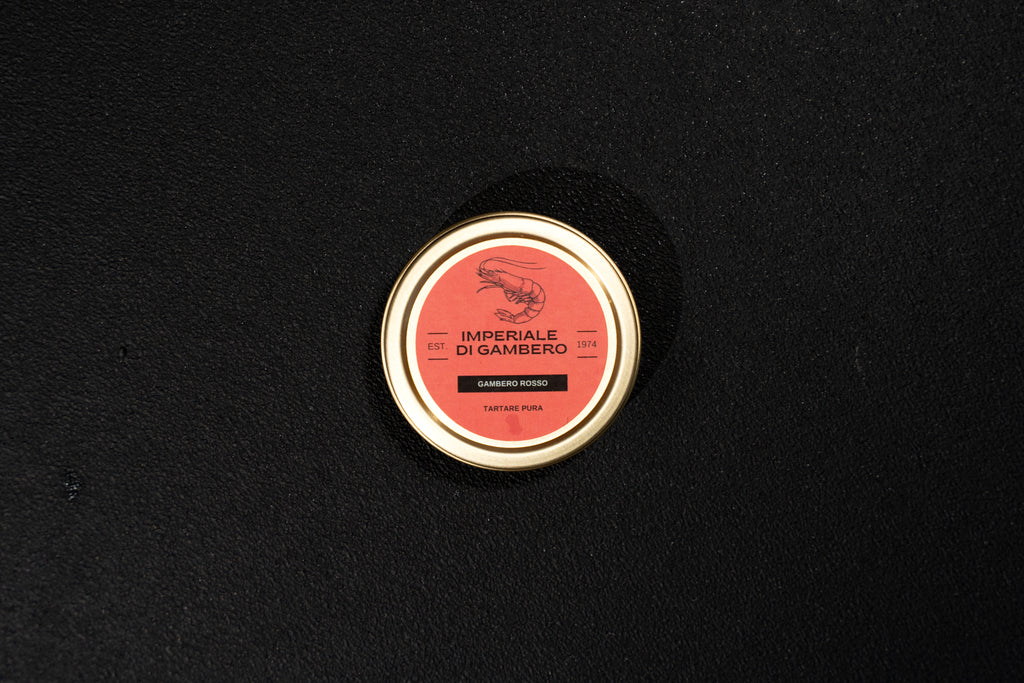 IMPERIALE
EST. DI GAMBERO 1974
GAMBERO ROSSO
TARTARE PURA